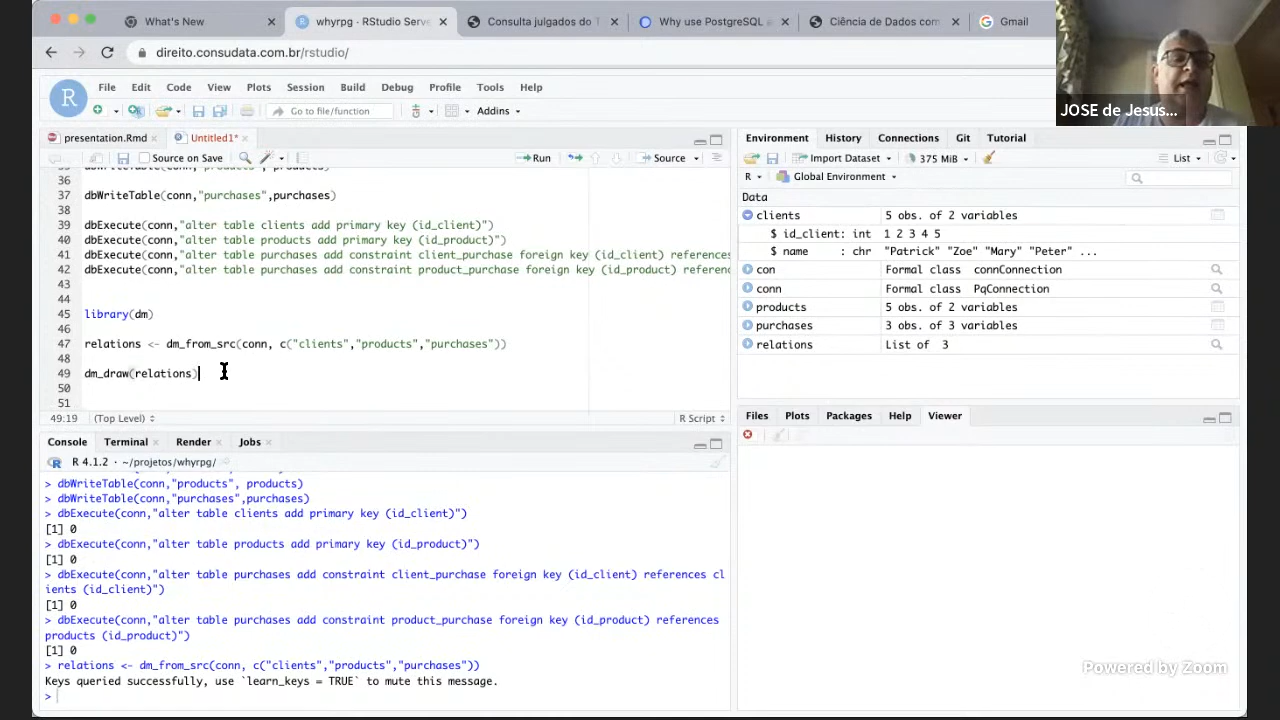 What's New
whyrpg · RStudio Serve
Consulta julgados do T
Why use PostgreSQL a
Ciência de Dados com
Gmail
direito.consudata.com.br/rstudio/
JOSE de Jesus...
R
File Edit Code View Plots Session Build Debug Profile Tools Help
Go to file/function
Addins
presentation.Rmd
Untitled1*
Source on Save
Run
Source
36
37 dbWriteTable(conn,"purchases",purchases)
38
39 dbExecute(conn,"alter table clients add primary key (id_client)")
40 dbExecute(conn,"alter table products add primary key (id_product)")
41 dbExecute(conn,"alter table purchases add constraint client_purchase foreign key (id_client) references
42 dbExecute(conn,"alter table purchases add constraint product_purchase foreign key (id_product) referenc
43
44
45 library(dm)
46
47 relations <- dm_from_src(conn, c("clients","products","purchases"))
48
49 dm_draw(relations)
50
51
49:19 (Top Level) R Script
Console Terminal Render Jobs
R 4.1.2 · ~/projetos/whyrpg/
> dbWriteTable(conn,"products", products)
> dbWriteTable(conn,"purchases",purchases)
> dbExecute(conn,"alter table clients add primary key (id_client)")
[1] 0
> dbExecute(conn,"alter table products add primary key (id_product)")
[1] 0
> dbExecute(conn,"alter table purchases add constraint client_purchase foreign key (id_client) references cl
ients (id_client)")
[1] 0
> dbExecute(conn,"alter table purchases add constraint product_purchase foreign key (id_product) references
products (id_product)")
[1] 0
> relations <- dm_from_src(conn, c("clients","products","purchases"))
Keys queried successfully, use `learn_keys = TRUE` to mute this message.
>
Environment History Connections Git Tutorial
Import Dataset 375 MiB List
R Global Environment
Data
clients 5 obs. of 2 variables
$ id_client: int 1 2 3 4 5
$ name : chr "Patrick" "Zoe" "Mary" "Peter" ...
con Formal class connConnection
conn Formal class PqConnection
products 5 obs. of 2 variables
purchases 3 obs. of 3 variables
relations List of 3
Files Plots Packages Help Viewer
Powered by Zoom